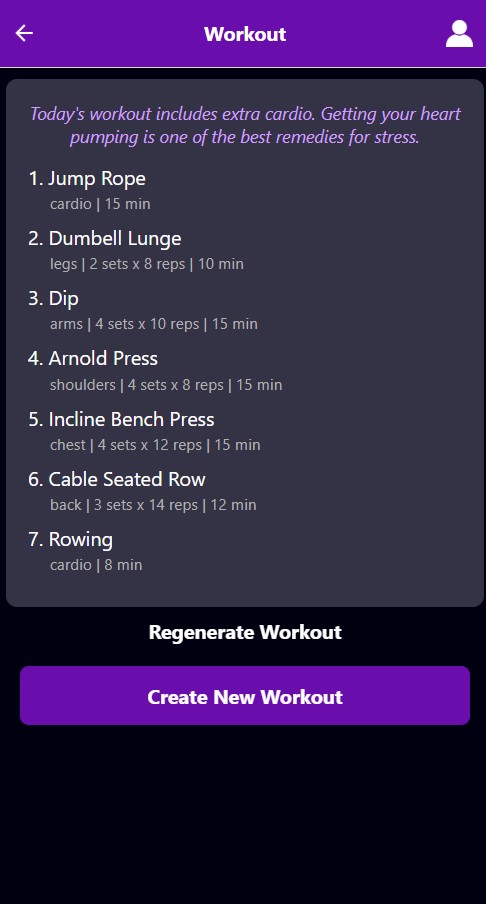 Workout
Today's workout includes extra cardio. Getting your heart
pumping is one of the best remedies for stress.
1. Jump Rope
cardio | 15 min
2. Dumbell Lunge
legs | 2 sets x 8 reps | 10 min
3. Dip
arms | 4 sets x 10 reps | 15 min
4. Arnold Press
shoulders | 4 sets x 8 reps | 15 min
5. Incline Bench Press
chest | 4 sets x 12 reps | 15 min
6. Cable Seated Row
back | 3 sets x 14 reps | 12 min
7. Rowing
cardio | 8 min
Regenerate Workout
Create New Workout